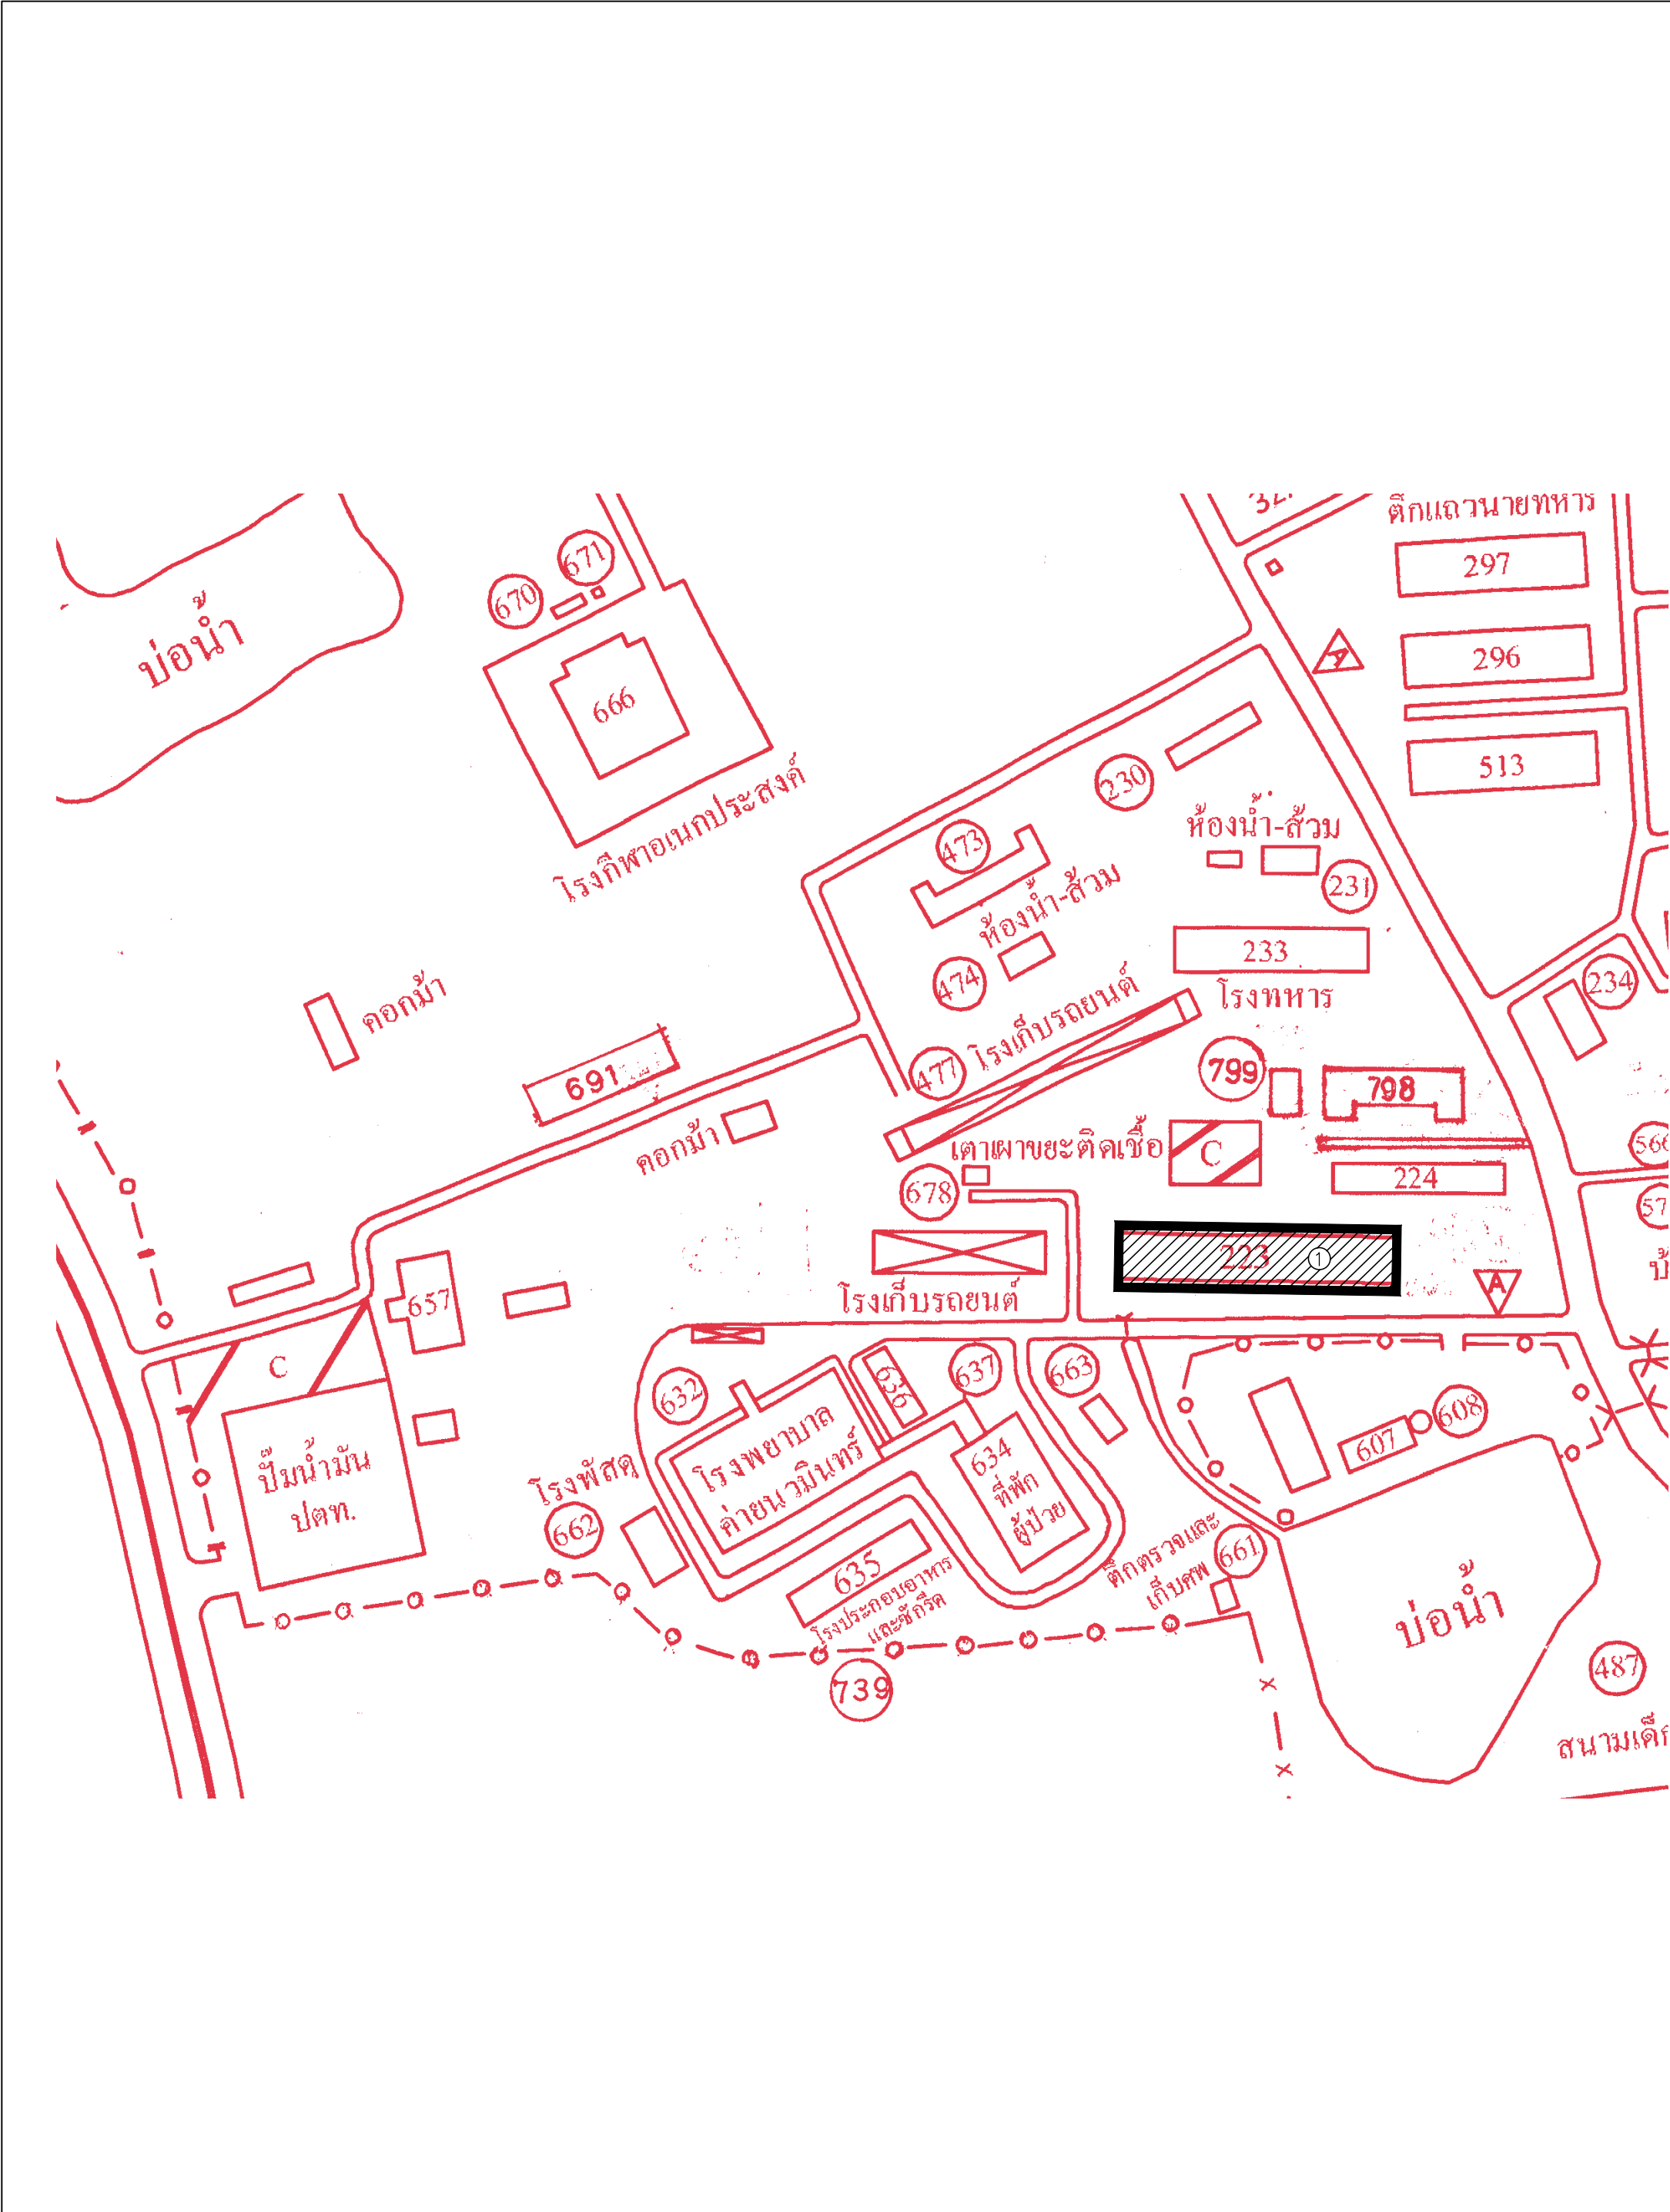 ตึกแถวนายทหาร
297
671
670
บ่อน้ำ
A
296
666
513
230
โรงกีฬาอเนกประสงค์
473
ห้องน้ำ-ส้วม
231
ห้องน้ำ-ส้วม
233
474
234
คอกม้า
โรงทหาร
โรงเก็บรถยนต์
477
799
691
798
คอกม้า
เตาเผาขยะติดเชื้อ
C
224
678
223
1
A
657
โรงเก็บรถยนต์
C
632
636
637
663
608
607
ปั๊มน้ำมัน
ปตท.
โรงพยาบาล
ค่ายนวมินทร์
634
ที่พัก
ผู้ป่วย
โรงพัสดุ
662
635
โรงประกอบอาหาร
และซักรีด
ตึกตรวจและ
เก็บศพ
661
บ่อน้ำ
739
487